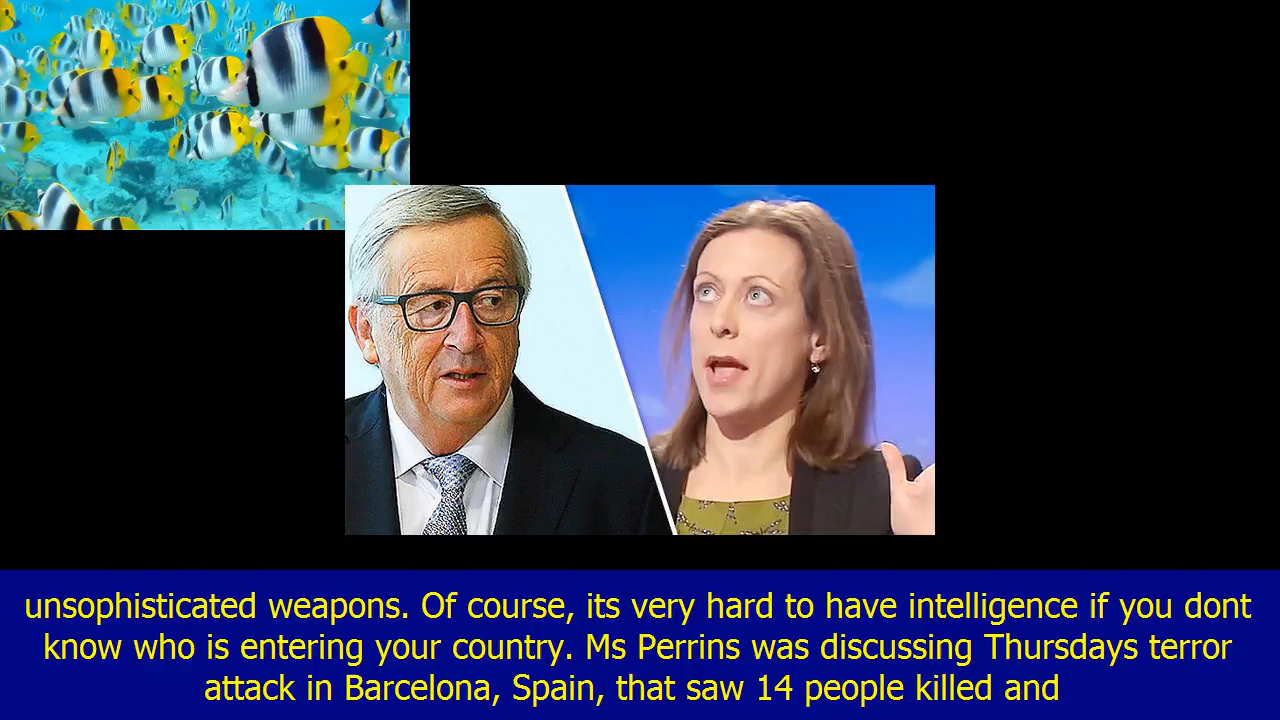 unsophisticated weapons. Of course, its very hard to have intelligence if you dont
know who is entering your country. Ms Perrins was discussing Thursdays terror
attack in Barcelona, Spain, that saw 14 people killed and